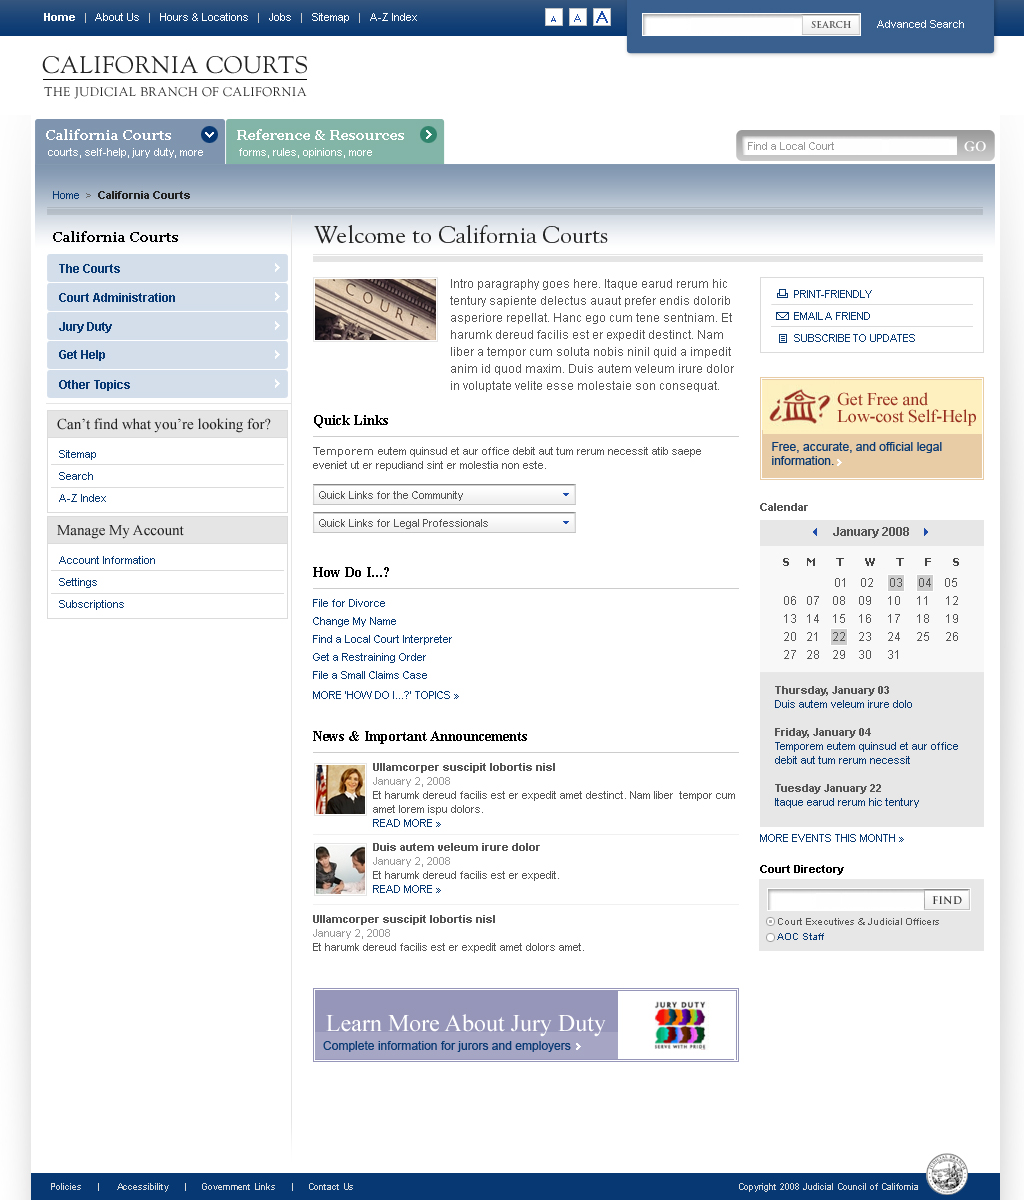 Home | About Us | Hours & Locations | Jobs | Sitemap | A-Z Index
A A A
SEARCH
Advanced Search
CALIFORNIA COURTS
THE JUDICIAL BRANCH OF CALIFORNIA
California Courts
courts, self-help, jury duty, more
Reference & Resources
forms, rules, opinions, more
Find a Local Court
GO
Home > California Courts
California Courts
The Courts
Court Administration
Jury Duty
Get Help
Other Topics
Can't find what you're looking for?
Sitemap
Search
A-Z Index
Manage My Account
Account Information
Settings
Subscriptions
Welcome to California Courts
COURT
Intro paragraphy goes here. Itaque earud rerum hic
tentury sapiente delectus auaut prefer endis dolorib
asperiore repellat. Hanc ego cum tene sentniam. Et
harumk dereud facilis est er expedit destinct. Nam
liber a tempor cum soluta nobis ninil quid a impedit
anim id quod maxim. Duis autem veleum irure dolor
in voluptate velite esse molestaie son consequat.
Quick Links
Temporem eutem quinsud et aur office debit aut tum rerum necessit atib saepe
eveniet ut er repudiand sint er molestia non este.
Quick Links for the Community
Quick Links for Legal Professionals
How Do I...?
File for Divorce
Change My Name
Find a Local Court Interpreter
Get a Restraining Order
File a Small Claims Case
MORE 'HOW DO I...?' TOPICS »
News & Important Announcements
Ullamcorper suscipit lobortis nisl
January 2, 2008
Et harumk dereud facilis est er expedit amet destinct. Nam liber tempor cum
amet lorem ispu dolors.
READ MORE »
Duis autem veleum irure dolor
January 2, 2008
Et harumk dereud facilis est er expedit.
READ MORE »
Ullamcorper suscipit lobortis nisl
January 2, 2008
Et harumk dereud facilis est er expedit amet dolors amet.
Learn More About Jury Duty
Complete information for jurors and employers
JURY DUTY
SERVE WITH PRIDE
PRINT-FRIENDLY
EMAIL A FRIEND
SUBSCRIBE TO UPDATES
¿ ?
Get Free and
Low-cost Self-Help
Free, accurate, and official legal
information.
Calendar
January 2008
S M T W T F S
01 02 03 04 05
06 07 08 09 10 11 12
13 14 15 16 17 18 19
20 21 22 23 24 25 26
27 28 29 30 31
Thursday, January 03
Duis autem veleum irure dolo
Friday, January 04
Temporem eutem quinsud et aur office
debit aut tum rerum necessit
Tuesday January 22
Itaque earud rerum hic tentury
MORE EVENTS THIS MONTH »
Court Directory
FIND
Court Executives & Judicial Officers
AOC Staff
Policies | Accessibility | Government Links | Contact Us
Copyright 2008 Judicial Council of California